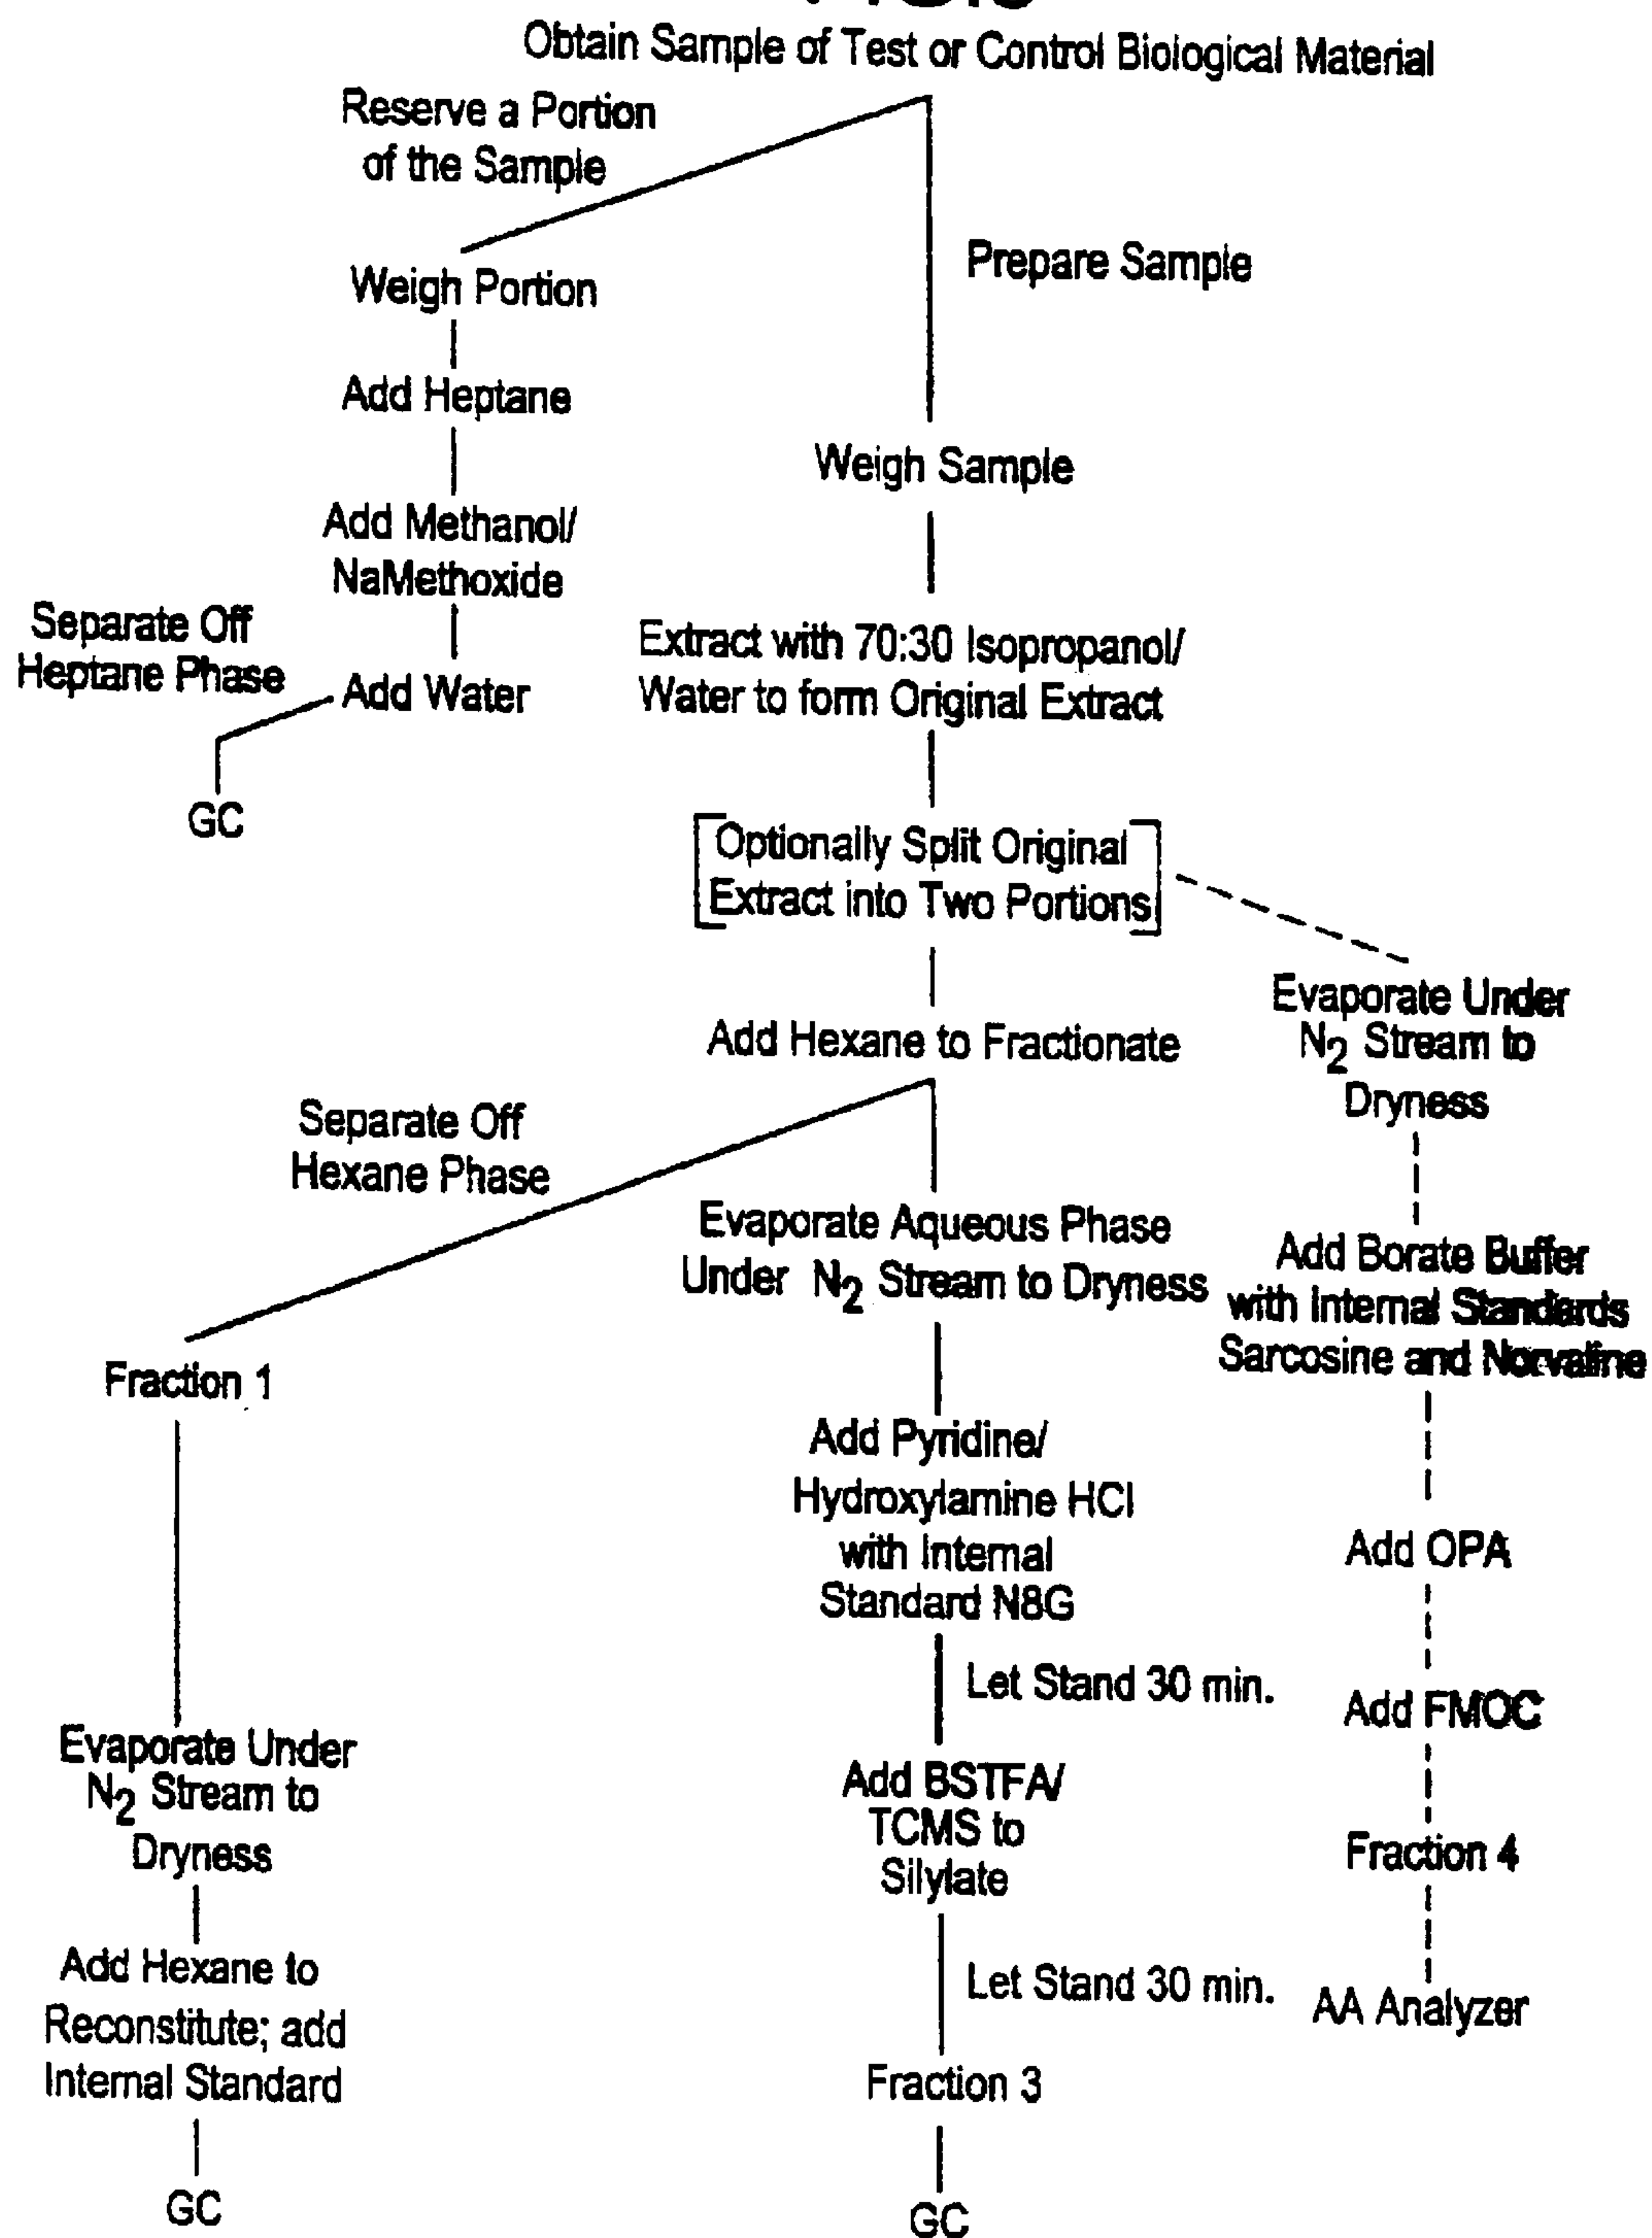 Obtain Sample of Test or Control Biological Material
Reserve a Portion
of the Sample
Prepare Sample
Weigh Portion
Add Heptane
Weigh Sample
Add Methanol/
NaMethoxide
Separate Off
Heptane Phase
Add Water
GC
Extract with 70:30 Isopropanol/
Water to form Original Extract
Optionally Split Original
Extract into Two Portions
Add Hexane to Fractionate
Evaporate Under
N2 Stream to
Dryness
Separate Off
Hexane Phase
Evaporate Aqueous Phase
Under N2 Stream to Dryness
Add Borate Buffer
with Internal Standards
Sarcosine and Norvaline
Fraction 1
Add Pyridine/
Hydroxylamine HCl
with Internal
Standard N8G
Add OPA
Let Stand 30 min.
Add FMOC
Evaporate Under
N2 Stream to
Dryness
Add BSTFA/
TCMS to
Silylate
Fraction 4
Add Hexane to
Reconstitute; add
Internal Standard
Let Stand 30 min.
AA Analyzer
Fraction 3
GC
GC